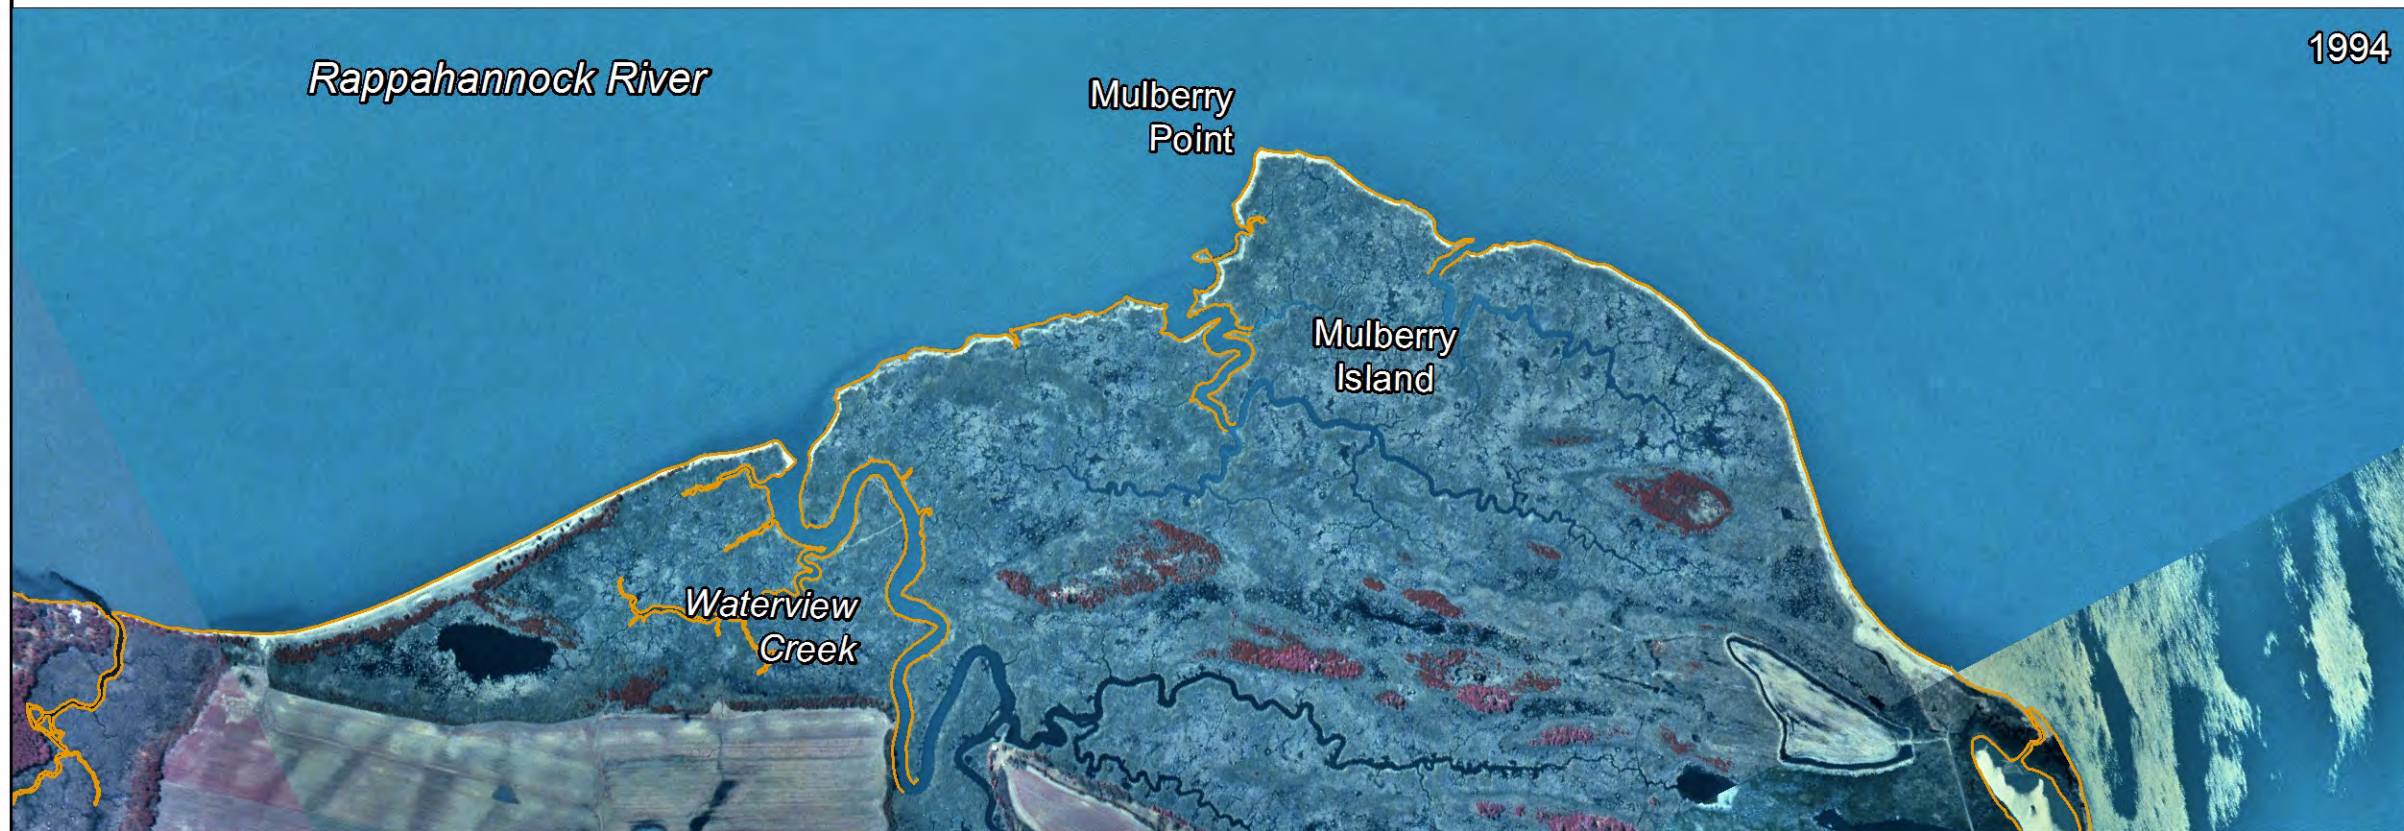 Rappahannock River
1994
Mulberry
Point
Mulberry
Island
Waterview
Creek